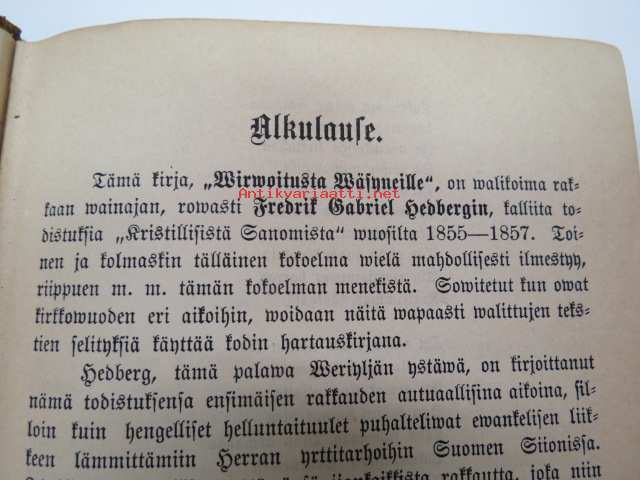 Alkulause.
Tämä kirja, „Wirwoitusta Wäsyneille“, on walikoima rak-
kaan wainajan, rowasti Fredrik Gabriel Hedbergin, kalliita to-
distuksia „Kristillisistä Sanomista“ wuosilta 1855—1857. Toi-
nen ja kolmaskin tälläinen kokoelma wielä mahdollisesti ilmestyy,
riippuen m. m. tämän kokoelman menekistä. Sowitetut kun owat
kirkkowuoden eri aikoihin, woidaan näitä wapaasti walittujen teks-
tien selityksiä käyttää kodin hartauskirjana.
Hedberg, tämä palawa Weriyljän ystäwä, on kirjoittanut
nämä todistuksensa ensimäisen rakkauden autuaallisina aikoina, sil-
loin kuin hengelliset helluntaituulet puhalteliwat ewankelisen liik-
keen lämmittämiin Herran yrttitarhoihin Suomen Siionissa.
rakkautta, joka niin
Antikvariaatti.net